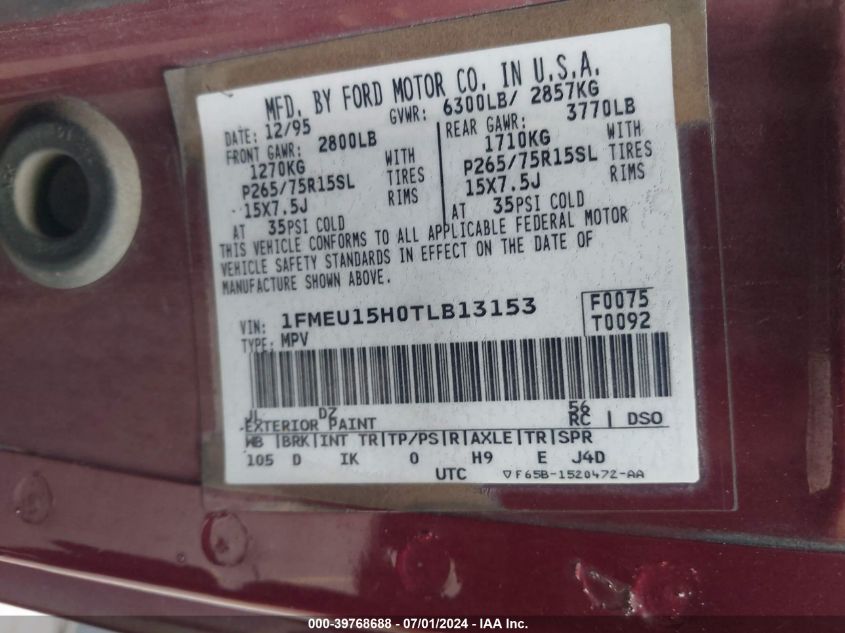 MFD. BY FORD MOTOR CO. IN U.S.A.
DATE: 12/95 GVWR: 6300LB/ 2857KG
FRONT GAWR: 2800LB REAR GAWR: 3770LB
1270KG WITH 1710KG WITH
P265/75R15SL TIRES P265/75R15SL TIRES
15X7.5J RIMS 15X7.5J RIMS
AT 35PSI COLD AT 35PSI COLD
THIS VEHICLE CONFORMS TO ALL APPLICABLE FEDERAL MOTOR
VEHICLE SAFETY STANDARDS IN EFFECT ON THE DATE OF
MANUFACTURE SHOWN ABOVE.
VIN: 1FMEU15H0TLB13153 F0075
TYPE: MPV T0092
JL DZ 56
EXTERIOR PAINT RC DSO
WB BRK INT TR TP/PS R AXLE TR SPR
105 D IK 0 H9 E J4D
UTC ▽F65B-1520472-AA
000-39768688 - 07/01/2024 - IAA Inc.